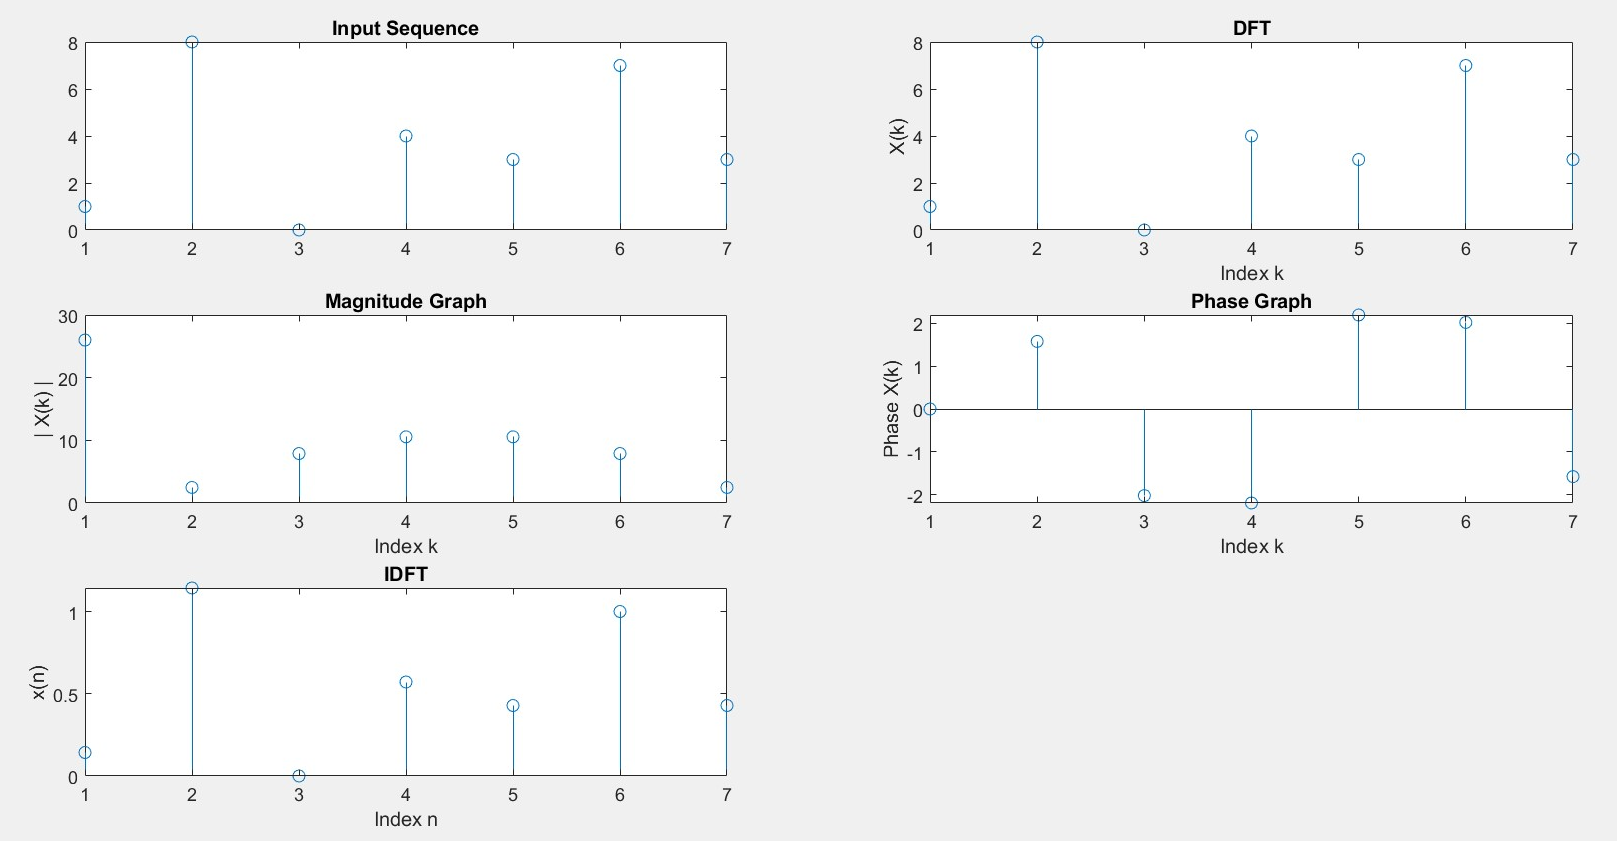 Input Sequence
8
6
4
2
0
1 2 3 4 5 6 7
DFT
X(k)
8
6
4
2
0
1 2 3 4 5 6 7
Index k
Magnitude Graph
| X(k) |
30
20
10
0
1 2 3 4 5 6 7
Index k
Phase Graph
Phase X(k)
2
1
0
-1
-2
1 2 3 4 5 6 7
Index k
IDFT
x(n)
1
0.5
0
1 2 3 4 5 6 7
Index n